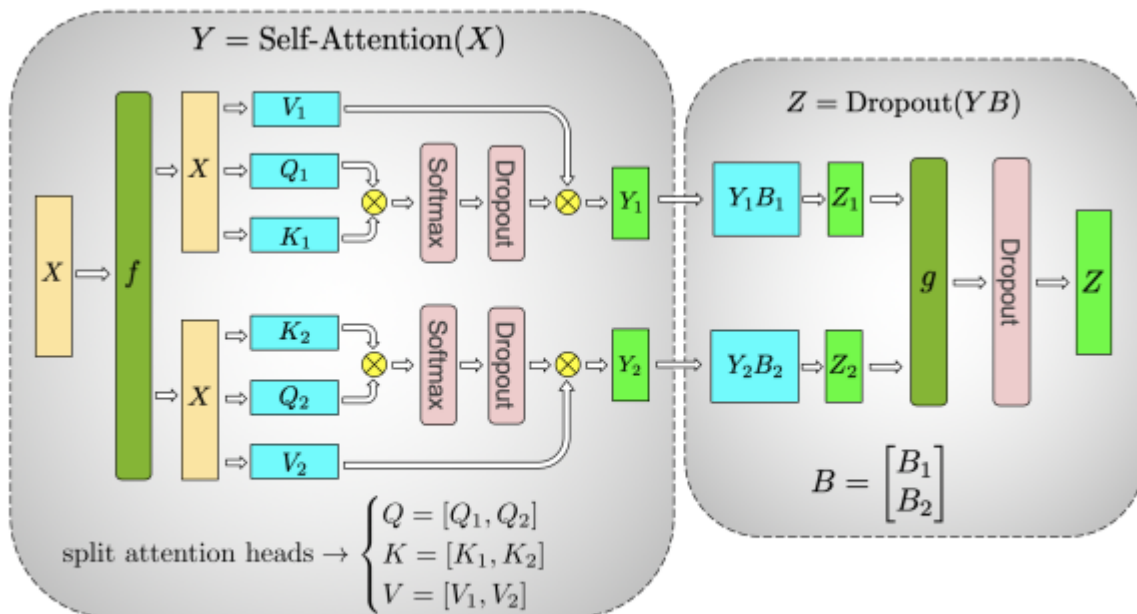 Y = Self-Attention(X)
X
f
X
V₁
Q₁
K₁
Softmax
Dropout
Y₁
X
K₂
Q₂
V₂
Softmax
Dropout
Y₂
split attention heads → { Q = [Q₁, Q₂]
K = [K₁, K₂]
V = [V₁, V₂]
Z = Dropout(YB)
Y₁B₁
Z₁
Y₂B₂
Z₂
g
Dropout
Z
B = [B₁
B₂]